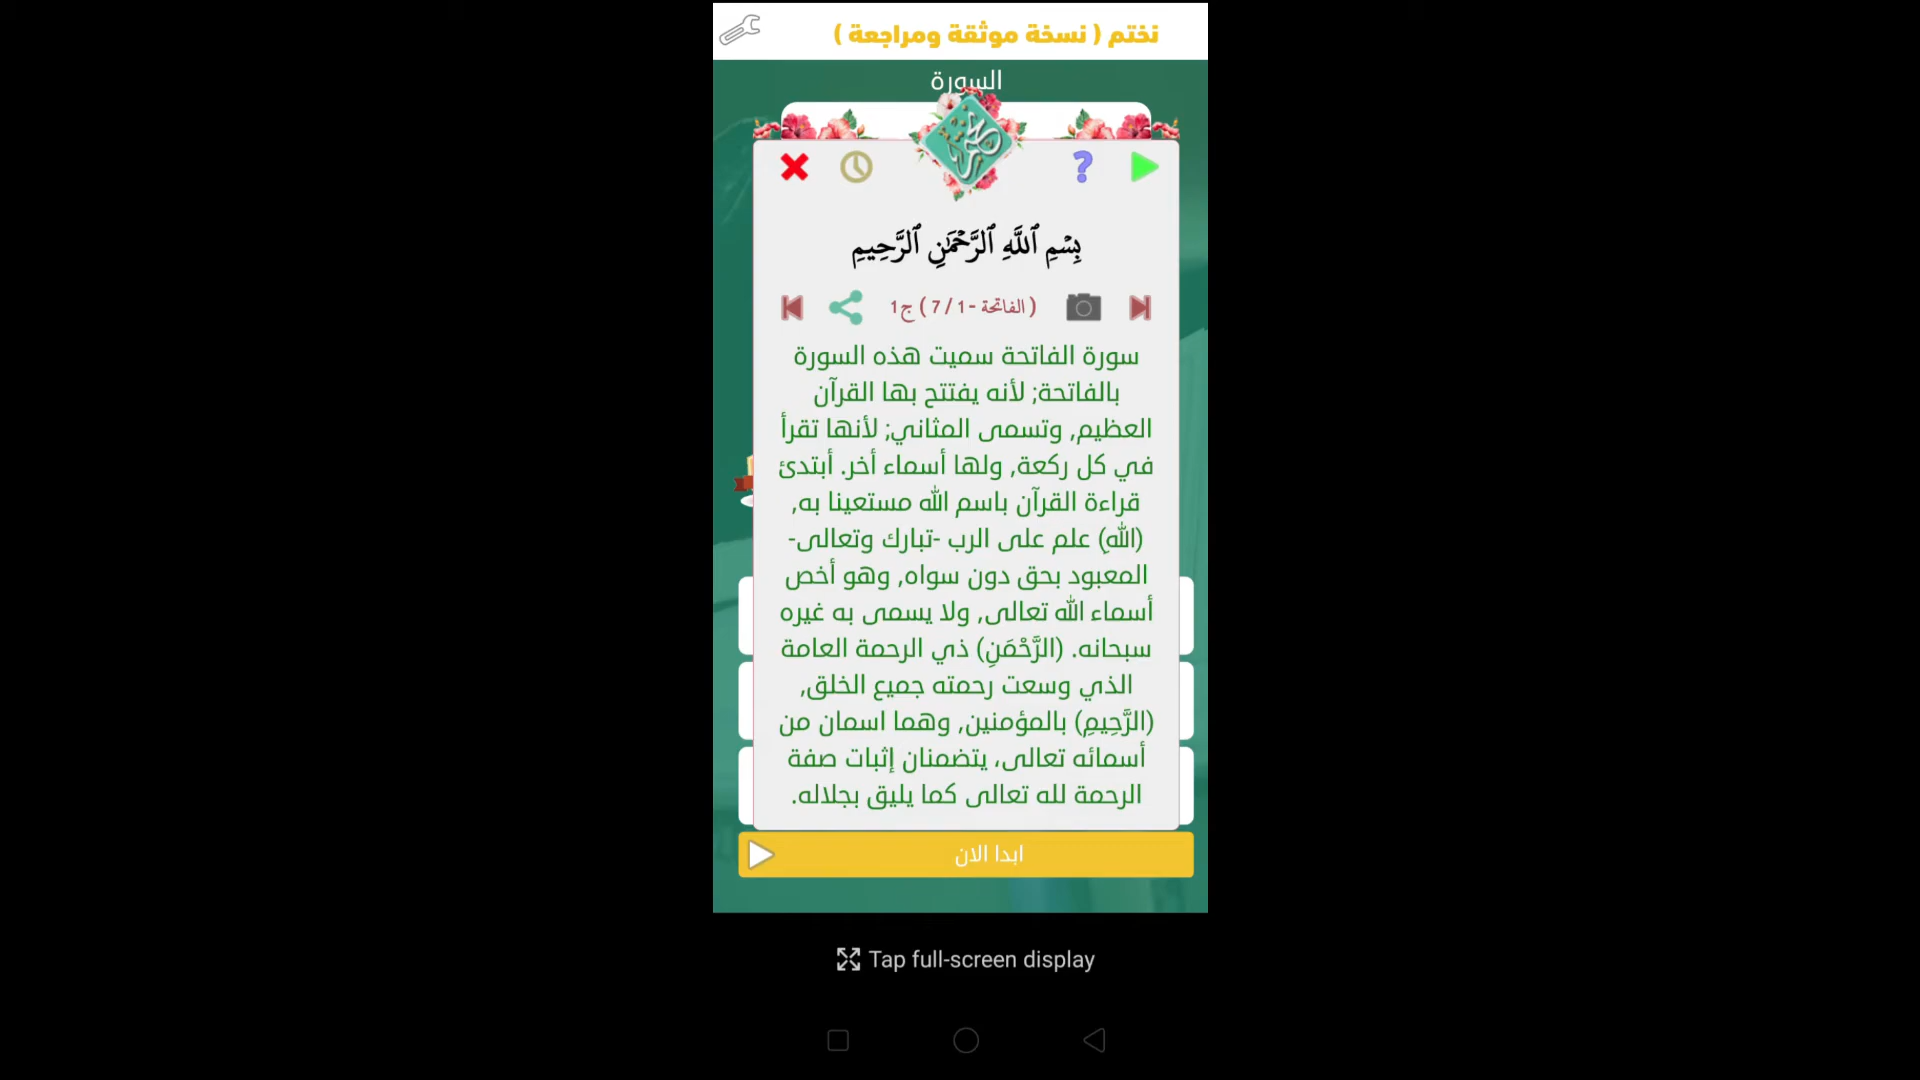 نختم ( نسخة موثقة ومراجعة )
السورة
بِسْمِ ٱللَّهِ ٱلرَّحْمَٰنِ ٱلرَّحِيمِ
( الفاتحة -1 / 7 ) ج1
سورة الفاتحة سميت هذه السورة
بالفاتحة; لأنه يفتتح بها القرآن
العظيم, وتسمى المثاني; لأنها تقرأ
في كل ركعة, ولها أسماء أخر. أبتدئ
قراءة القرآن باسم الله مستعينا به,
(اللهِ) علم على الرب -تبارك وتعالى-
المعبود بحق دون سواه, وهو أخص
أسماء الله تعالى, ولا يسمى به غيره
سبحانه. (الرَّحْمَنِ) ذي الرحمة العامة
الذي وسعت رحمته جميع الخلق,
(الرَّحِيمِ) بالمؤمنين, وهما اسمان من
أسمائه تعالى، يتضمنان إثبات صفة
الرحمة لله تعالى كما يليق بجلاله.
ابدا الان
Tap full-screen display